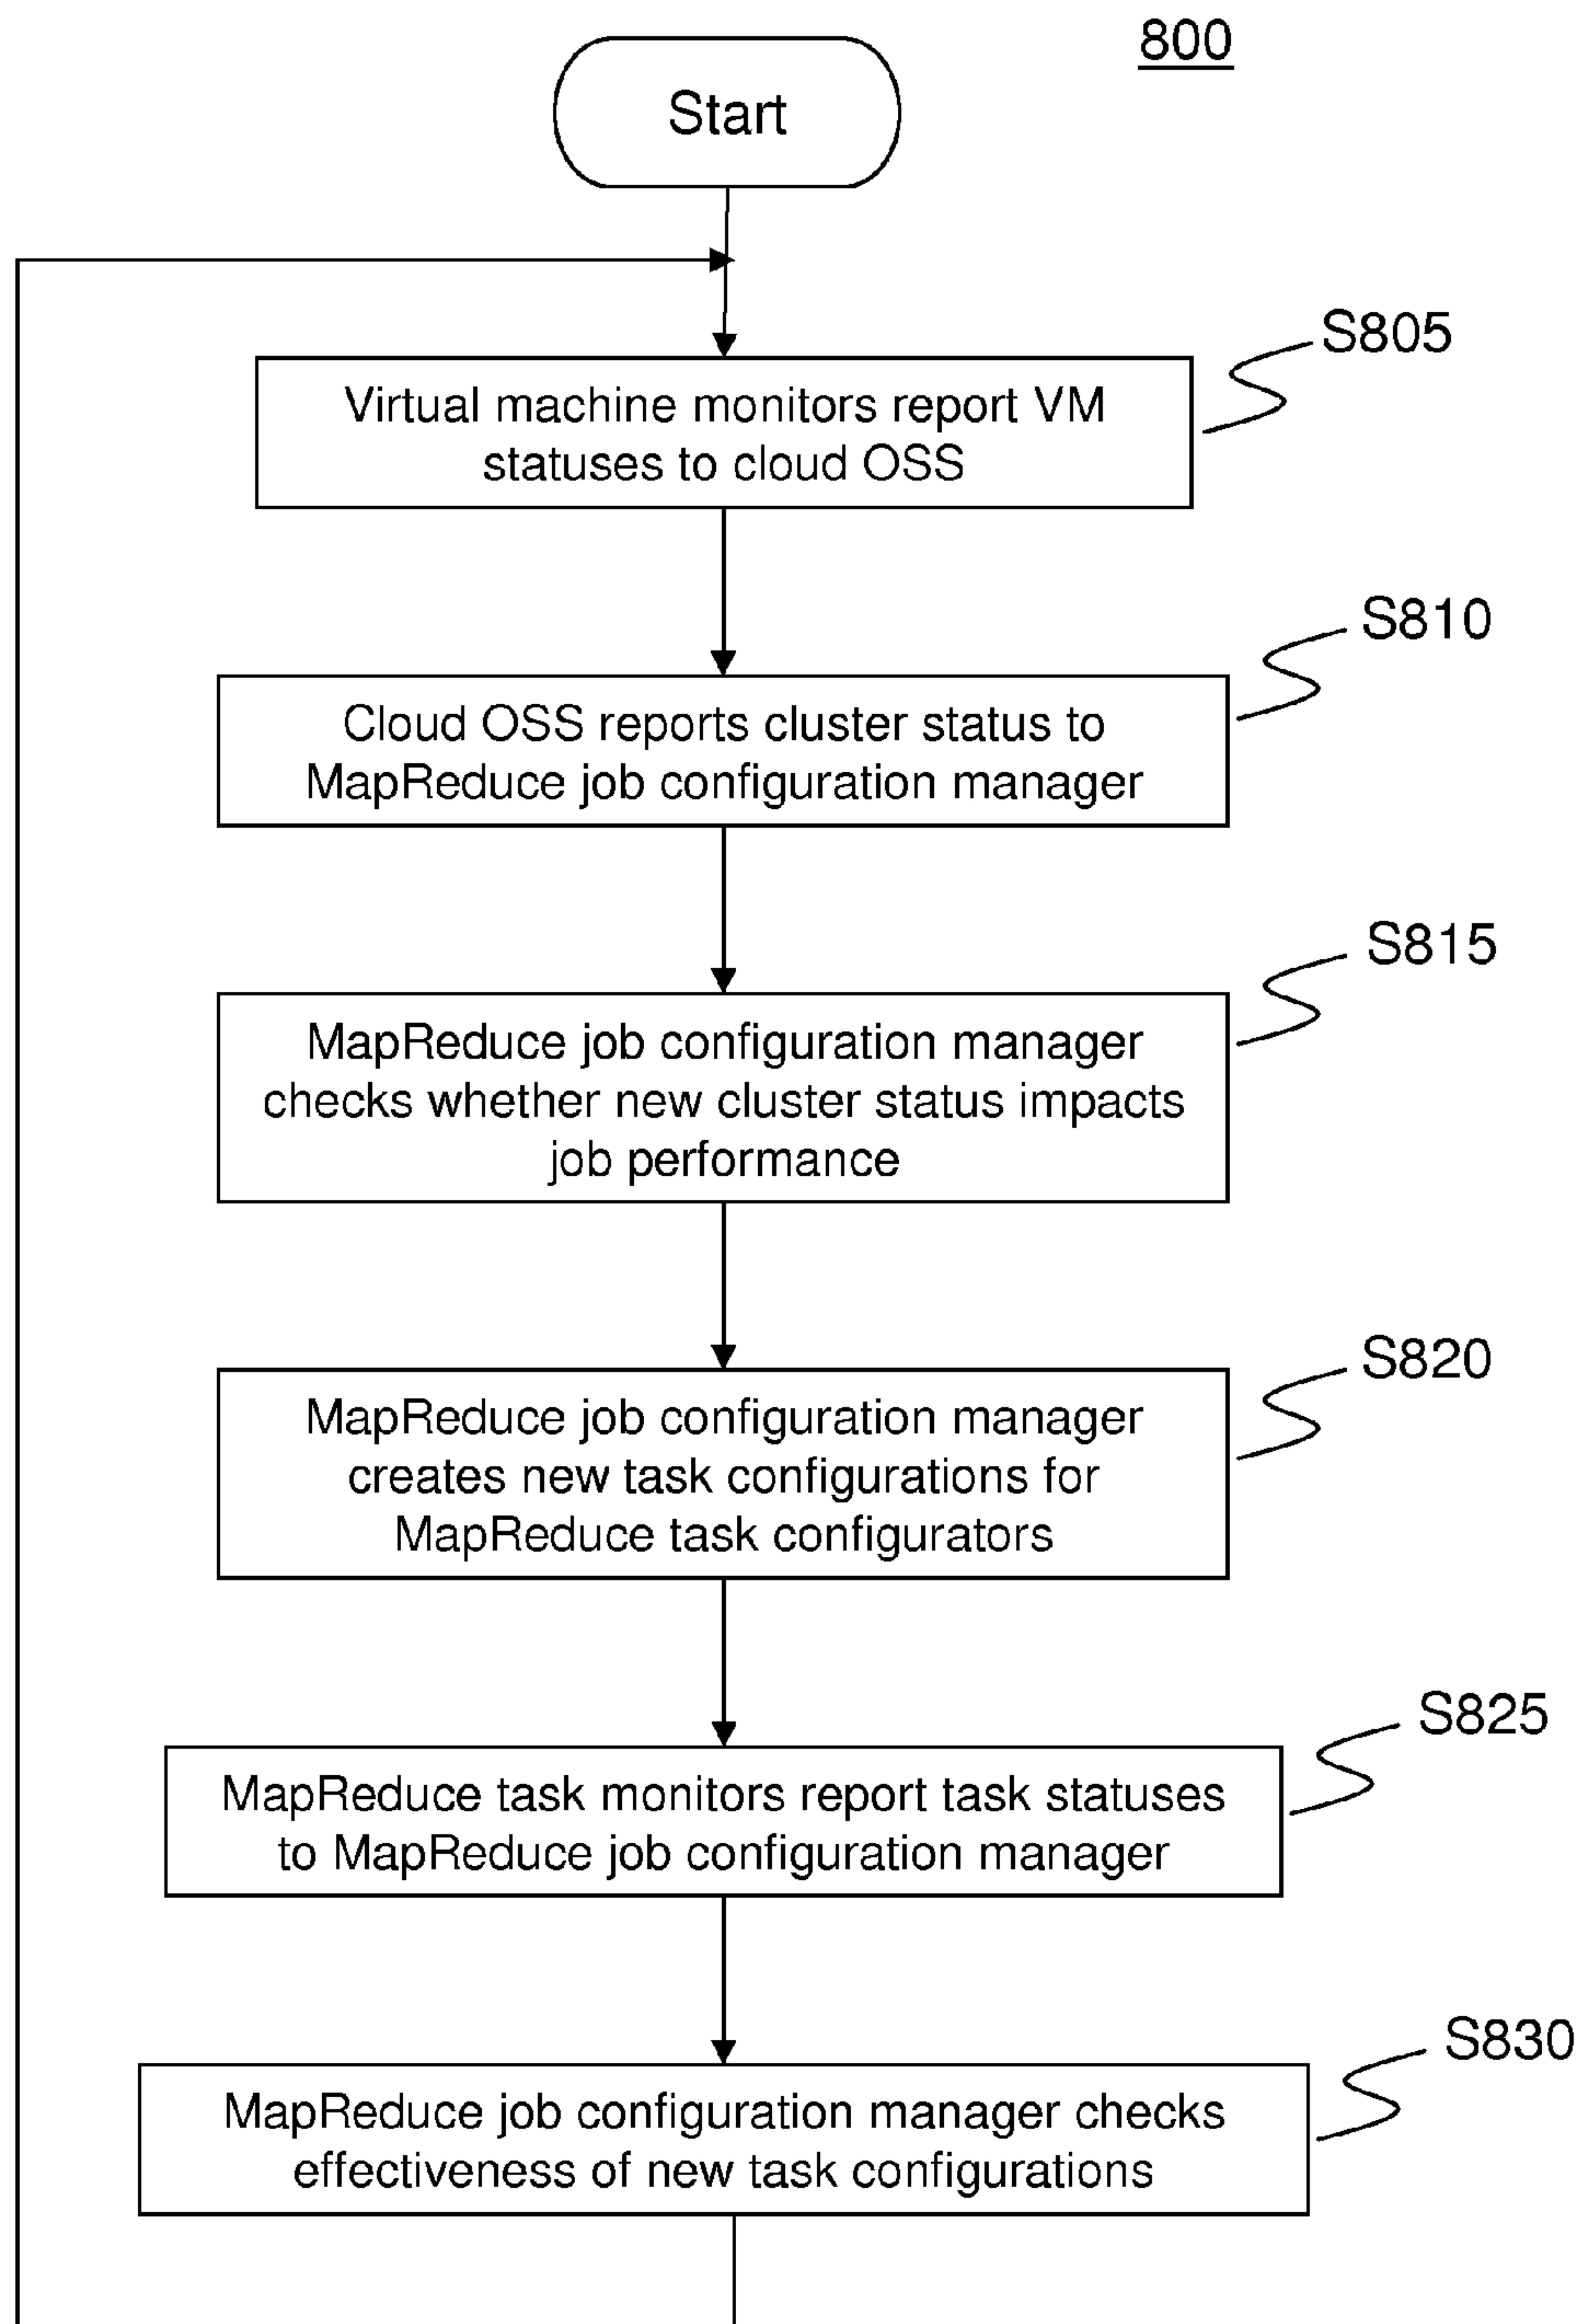 800
Start
S805
Virtual machine monitors report VM
statuses to cloud OSS
S810
Cloud OSS reports cluster status to
MapReduce job configuration manager
S815
MapReduce job configuration manager
checks whether new cluster status impacts
job performance
S820
MapReduce job configuration manager
creates new task configurations for
MapReduce task configurators
S825
MapReduce task monitors report task statuses
to MapReduce job configuration manager
S830
MapReduce job configuration manager checks
effectiveness of new task configurations